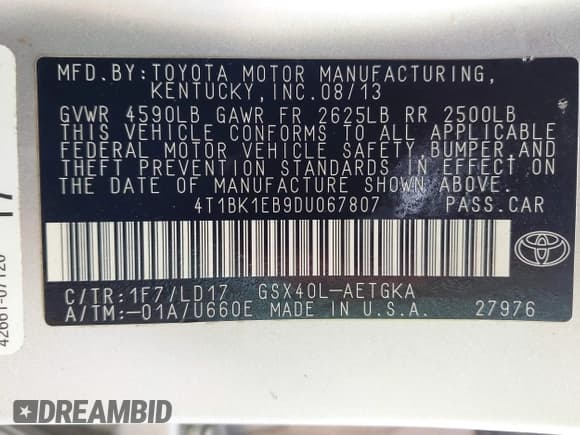 MFD.BY:TOYOTA MOTOR MANUFACTURING,
KENTUCKY,INC.08/13
GVWR 4590LB GAWR FR 2625LB RR 2500LB
THIS VEHICLE CONFORMS TO ALL APPLICABLE
FEDERAL MOTOR VEHICLE SAFETY, BUMPER AND
THEFT PREVENTION STANDARDS IN EFFECT ON
THE DATE OF MANUFACTURE SHOWN ABOVE.
4T1BK1EB9DU067807 PASS.CAR
C/TR:1F7/LD17 GSX40L-AETGKA
A/TM:-01A/U660E MADE IN U.S.A. 27976
42661-07120
DREAMBID